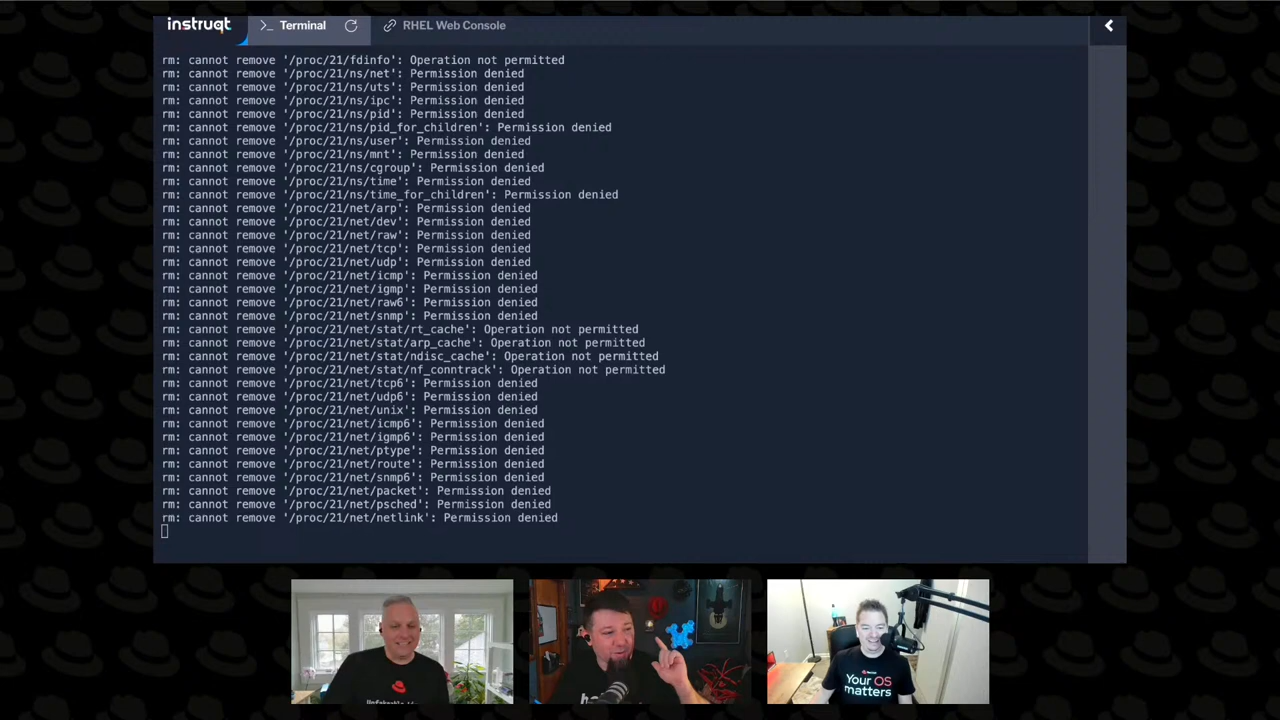 instruqt
>_ Terminal
RHEL Web Console
rm: cannot remove '/proc/21/fdinfo': Operation not permitted
rm: cannot remove '/proc/21/ns/net': Permission denied
rm: cannot remove '/proc/21/ns/uts': Permission denied
rm: cannot remove '/proc/21/ns/ipc': Permission denied
rm: cannot remove '/proc/21/ns/pid': Permission denied
rm: cannot remove '/proc/21/ns/pid_for_children': Permission denied
rm: cannot remove '/proc/21/ns/user': Permission denied
rm: cannot remove '/proc/21/ns/mnt': Permission denied
rm: cannot remove '/proc/21/ns/cgroup': Permission denied
rm: cannot remove '/proc/21/ns/time': Permission denied
rm: cannot remove '/proc/21/ns/time_for_children': Permission denied
rm: cannot remove '/proc/21/net/arp': Permission denied
rm: cannot remove '/proc/21/net/dev': Permission denied
rm: cannot remove '/proc/21/net/raw': Permission denied
rm: cannot remove '/proc/21/net/tcp': Permission denied
rm: cannot remove '/proc/21/net/udp': Permission denied
rm: cannot remove '/proc/21/net/icmp': Permission denied
rm: cannot remove '/proc/21/net/igmp': Permission denied
rm: cannot remove '/proc/21/net/raw6': Permission denied
rm: cannot remove '/proc/21/net/snmp': Permission denied
rm: cannot remove '/proc/21/net/stat/rt_cache': Operation not permitted
rm: cannot remove '/proc/21/net/stat/arp_cache': Operation not permitted
rm: cannot remove '/proc/21/net/stat/ndisc_cache': Operation not permitted
rm: cannot remove '/proc/21/net/stat/nf_conntrack': Operation not permitted
rm: cannot remove '/proc/21/net/tcp6': Permission denied
rm: cannot remove '/proc/21/net/udp6': Permission denied
rm: cannot remove '/proc/21/net/unix': Permission denied
rm: cannot remove '/proc/21/net/icmp6': Permission denied
rm: cannot remove '/proc/21/net/igmp6': Permission denied
rm: cannot remove '/proc/21/net/ptype': Permission denied
rm: cannot remove '/proc/21/net/route': Permission denied
rm: cannot remove '/proc/21/net/snmp6': Permission denied
rm: cannot remove '/proc/21/net/packet': Permission denied
rm: cannot remove '/proc/21/net/psched': Permission denied
rm: cannot remove '/proc/21/net/netlink': Permission denied
Your OS
matters